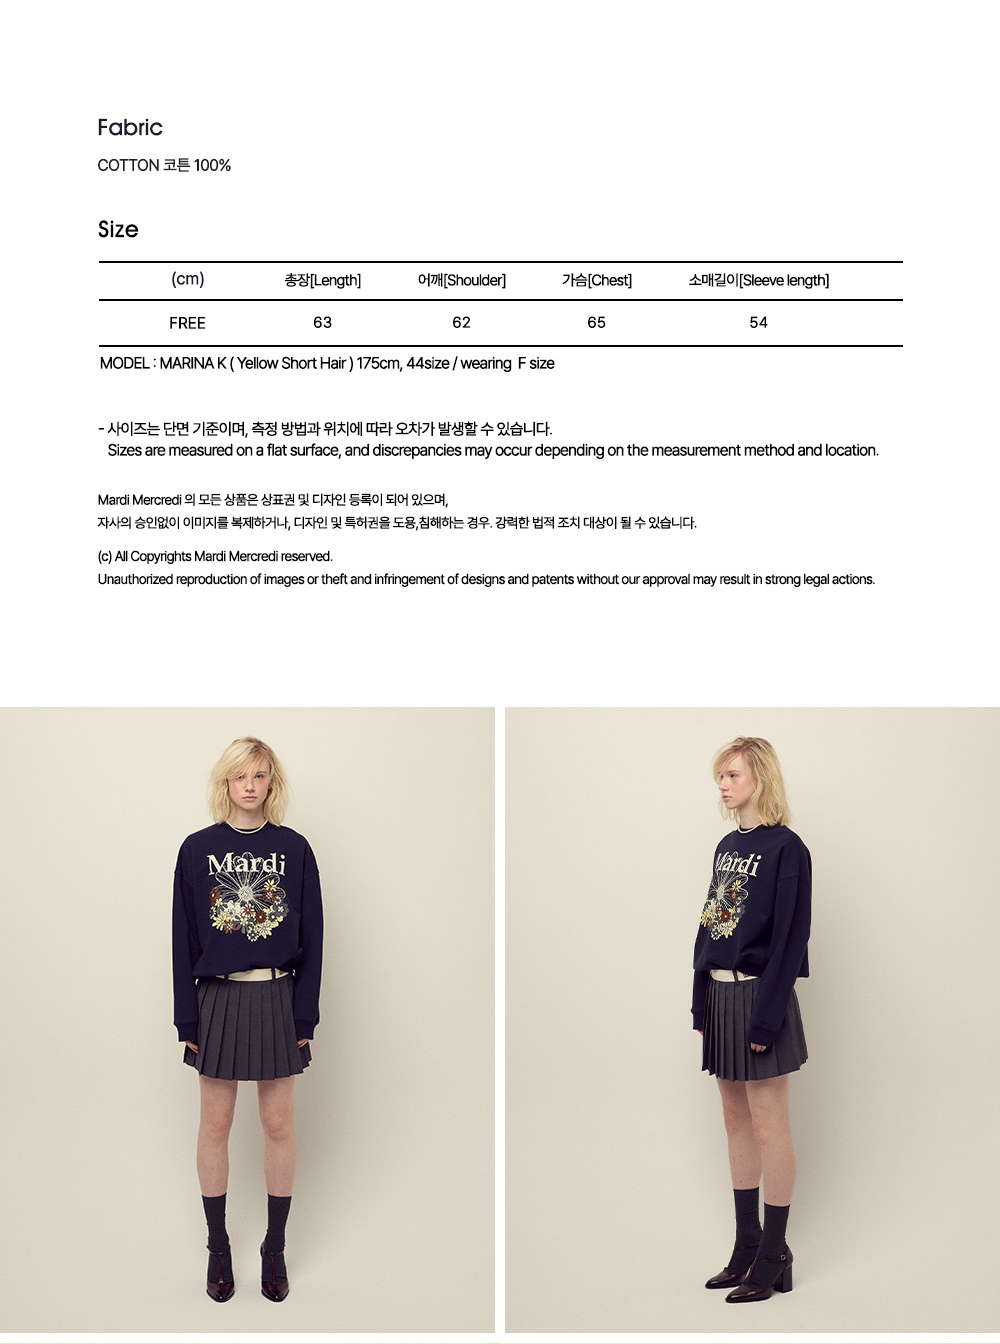 Fabric
COTTON 코튼 100%
Size
(cm) 총장[Length] 어깨[Shoulder] 가슴[Chest] 소매길이[Sleeve length]
FREE 63 62 65 54
MODEL : MARINA K ( Yellow Short Hair ) 175cm, 44size / wearing F size
- 사이즈는 단면 기준이며, 측정 방법과 위치에 따라 오차가 발생할 수 있습니다.
Sizes are measured on a flat surface, and discrepancies may occur depending on the measurement method and location.
Mardi Mercredi 의 모든 상품은 상표권 및 디자인 등록이 되어 있으며,
자사의 승인없이 이미지를 복제하거나, 디자인 및 특허권을 도용,침해하는 경우. 강력한 법적 조치 대상이 될 수 있습니다.
(c) All Copyrights Mardi Mercredi reserved.
Unauthorized reproduction of images or theft and infringement of designs and patents without our approval may result in strong legal actions.
Mardi
Mardi